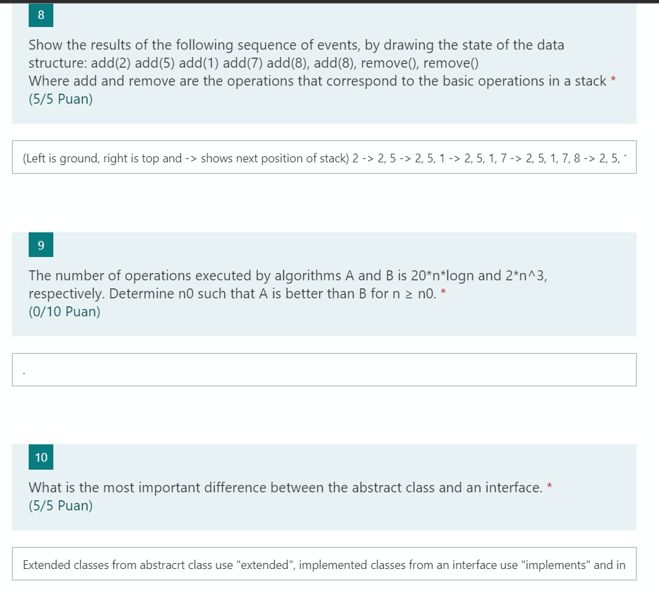 8
Show the results of the following sequence of events, by drawing the state of the data
structure: add(2) add(5) add(1) add(7) add(8), add(8), remove(), remove()
Where add and remove are the operations that correspond to the basic operations in a stack *
(5/5 Puan)
(Left is ground, right is top and -> shows next position of stack) 2 -> 2, 5 -> 2, 5, 1 -> 2, 5, 1, 7 -> 2, 5, 1, 7, 8 -> 2, 5,
9
The number of operations executed by algorithms A and B is 20*n*logn and 2*n^3,
respectively. Determine n0 such that A is better than B for n ≥ n0. *
(0/10 Puan)
.
10
What is the most important difference between the abstract class and an interface. *
(5/5 Puan)
Extended classes from abstracrt class use "extended", implemented classes from an interface use "implements" and in